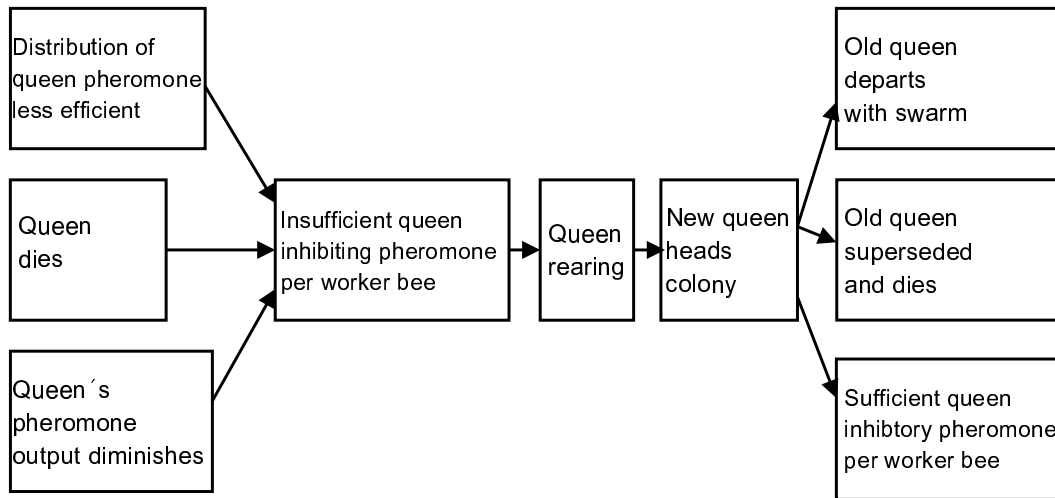 Distribution of
queen pheromone
less efficient
Queen
dies
Queen´s
pheromone
output diminishes
Insufficient queen
inhibiting pheromone
per worker bee
Queen
rearing
New queen
heads
colony
Old queen
departs
with swarm
Old queen
superseded
and dies
Sufficient queen
inhibtory pheromone
per worker bee